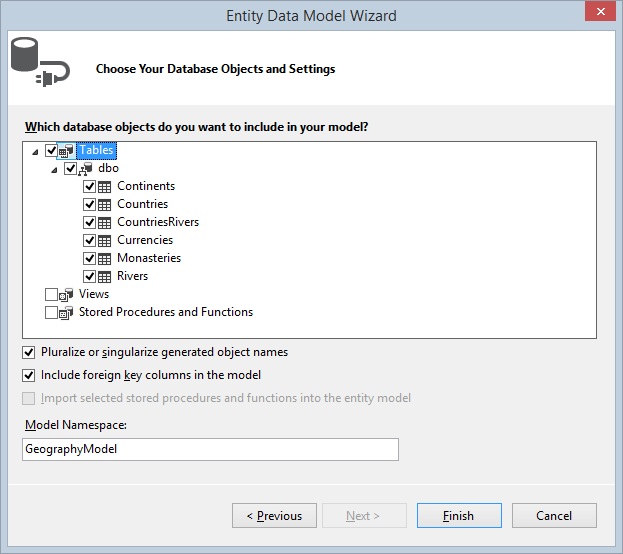 Entity Data Model Wizard
Choose Your Database Objects and Settings
Which database objects do you want to include in your model?
Tables
dbo
Continents
Countries
CountriesRivers
Currencies
Monasteries
Rivers
Views
Stored Procedures and Functions
Pluralize or singularize generated object names
Include foreign key columns in the model
Import selected stored procedures and functions into the entity model
Model Namespace:
GeographyModel
< Previous
Next >
Finish
Cancel